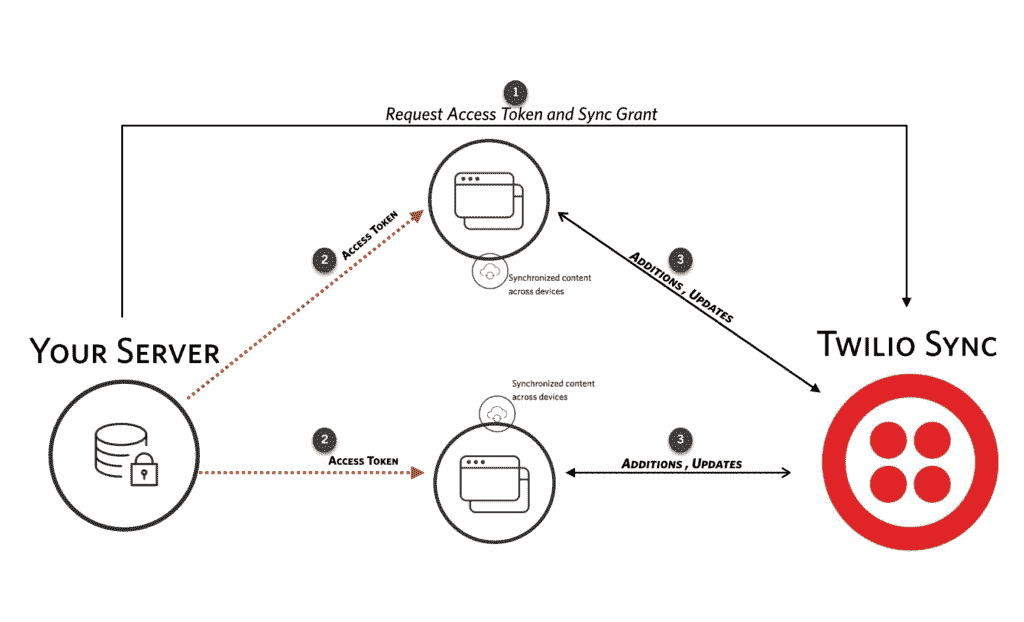 1
Request Access Token and Sync Grant
2
Access Token
3
Additions, Updates
Synchronized content
across devices
Your Server
Twilio Sync
Synchronized content
across devices
2
Access Token
3
Additions, Updates